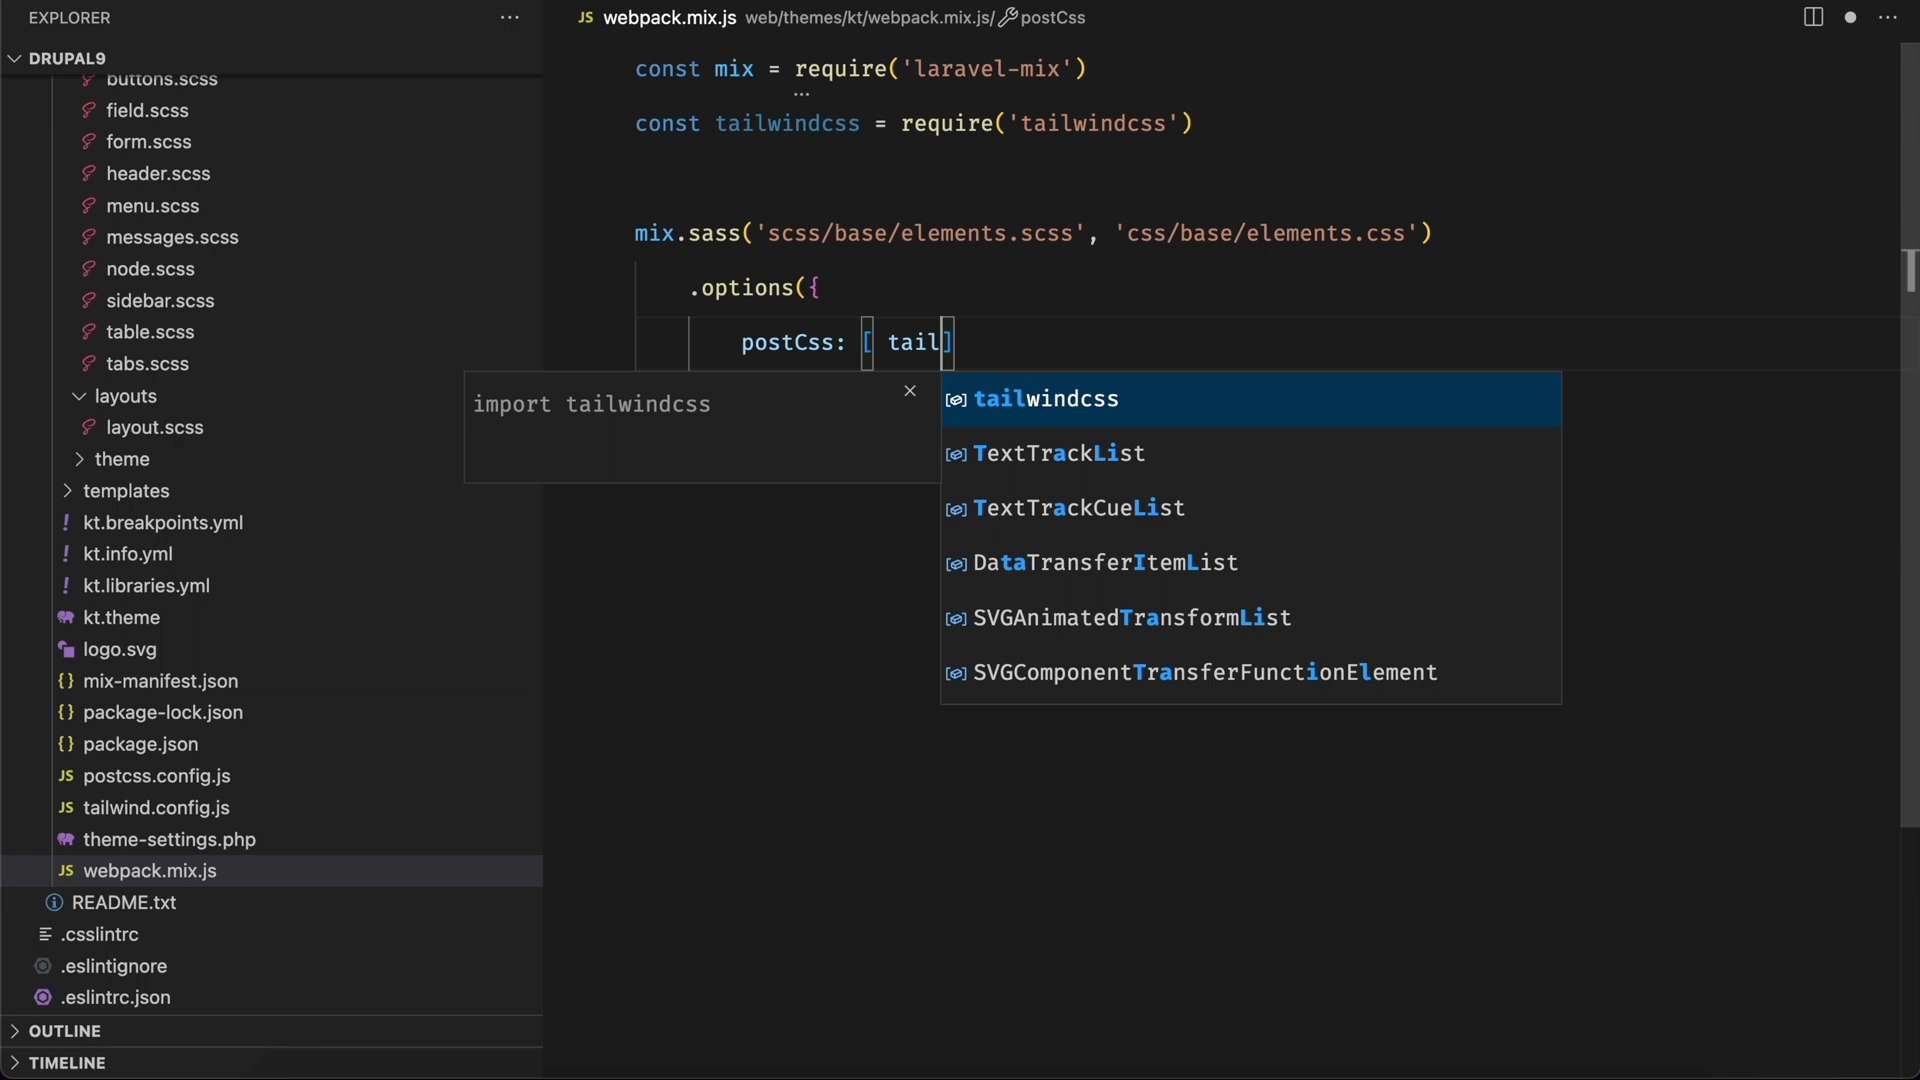 EXPLORER
DRUPAL9
buttons.scss
field.scss
form.scss
header.scss
menu.scss
messages.scss
node.scss
sidebar.scss
table.scss
tabs.scss
layouts
layout.scss
theme
templates
! kt.breakpoints.yml
! kt.info.yml
! kt.libraries.yml
kt.theme
logo.svg
{} mix-manifest.json
{} package-lock.json
{} package.json
JS postcss.config.js
JS tailwind.config.js
theme-settings.php
JS webpack.mix.js
README.txt
.csslintrc
.eslintignore
.eslintrc.json
OUTLINE
TIMELINE
JS webpack.mix.js web/themes/kt/webpack.mix.js/ postCss
const mix = require('laravel-mix')
const tailwindcss = require('tailwindcss')
mix.sass('scss/base/elements.scss', 'css/base/elements.css')
.options({
postCss: [ tail]
import tailwindcss
tailwindcss
TextTrackList
TextTrackCueList
DataTransferItemList
SVGAnimatedTransformList
SVGComponentTransferFunctionElement